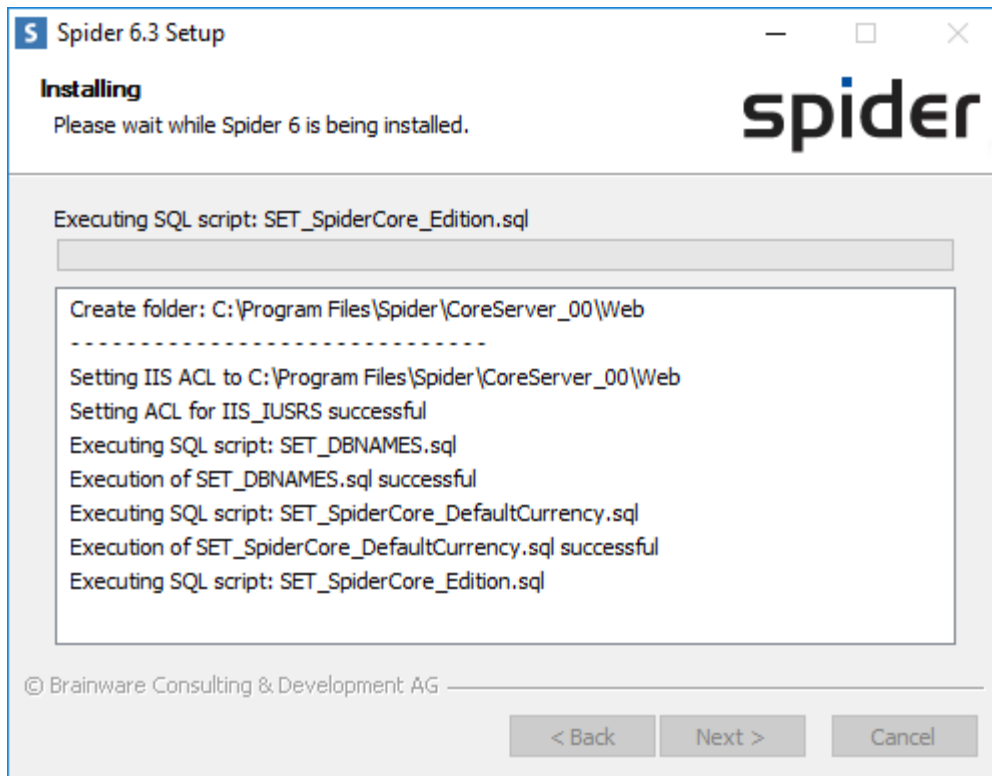 S Spider 6.3 Setup
Installing
Please wait while Spider 6 is being installed.
spider
Executing SQL script: SET_SpiderCore_Edition.sql
Create folder: C:\Program Files\Spider\CoreServer_00\Web
- - - - - - - - - - - - - - - - - - - - - - - - - - - - - - -
Setting IIS ACL to C:\Program Files\Spider\CoreServer_00\Web
Setting ACL for IIS_IUSRS successful
Executing SQL script: SET_DBNAMES.sql
Execution of SET_DBNAMES.sql successful
Executing SQL script: SET_SpiderCore_DefaultCurrency.sql
Execution of SET_SpiderCore_DefaultCurrency.sql successful
Executing SQL script: SET_SpiderCore_Edition.sql
© Brainware Consulting & Development AG
< Back Next > Cancel